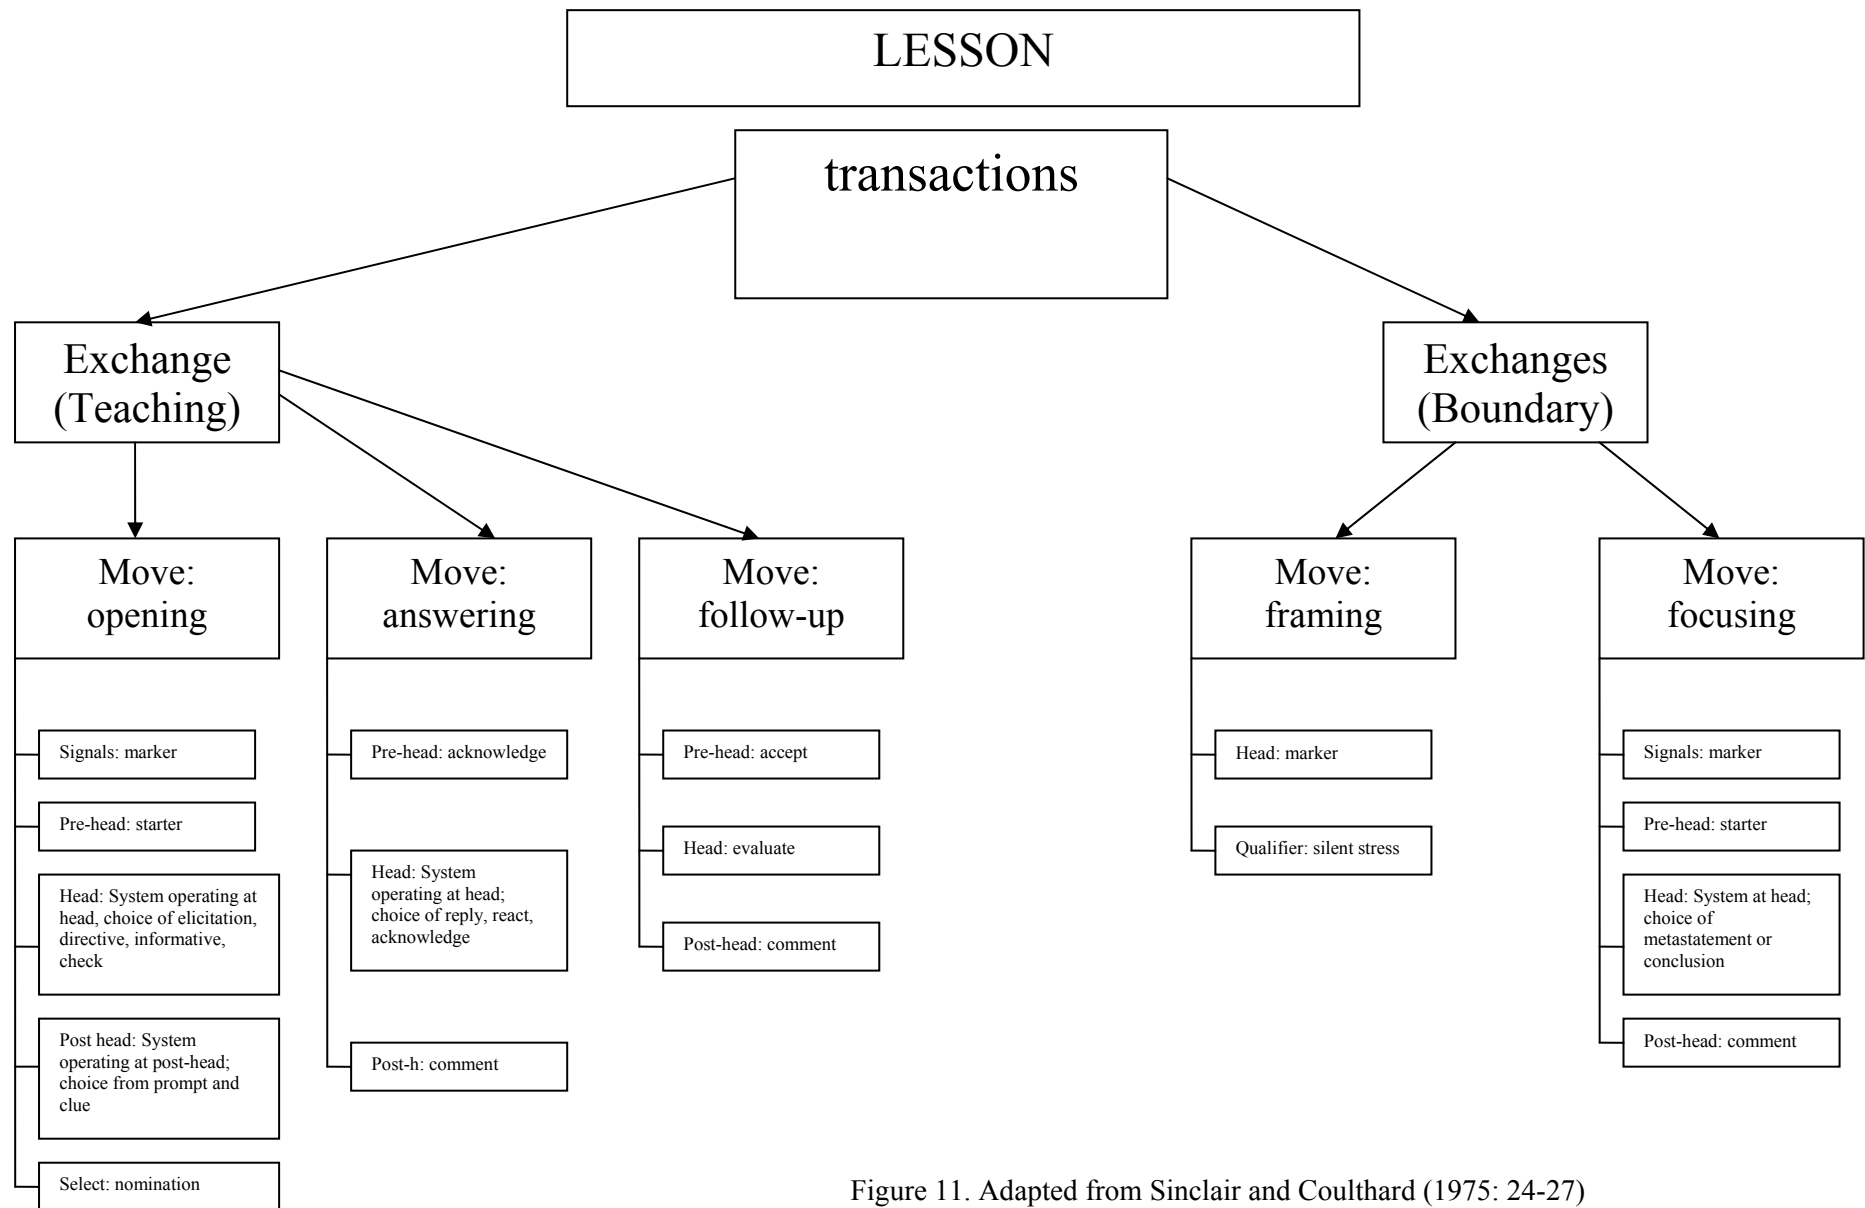 LESSON
transactions
Exchange
(Teaching)
Exchanges
(Boundary)
Move:
opening
Move:
answering
Move:
follow-up
Move:
framing
Move:
focusing
Signals: marker
Pre-head: starter
Head: System operating at
head, choice of elicitation,
directive, informative,
check
Post head: System
operating at post-head;
choice from prompt and
clue
Select: nomination
Pre-head: acknowledge
Head: System
operating at head;
choice of reply, react,
acknowledge
Post-h: comment
Pre-head: accept
Head: evaluate
Post-head: comment
Head: marker
Qualifier: silent stress
Signals: marker
Pre-head: starter
Head: System at head;
choice of
metastatement or
conclusion
Post-head: comment
Figure 11. Adapted from Sinclair and Coulthard (1975: 24-27)